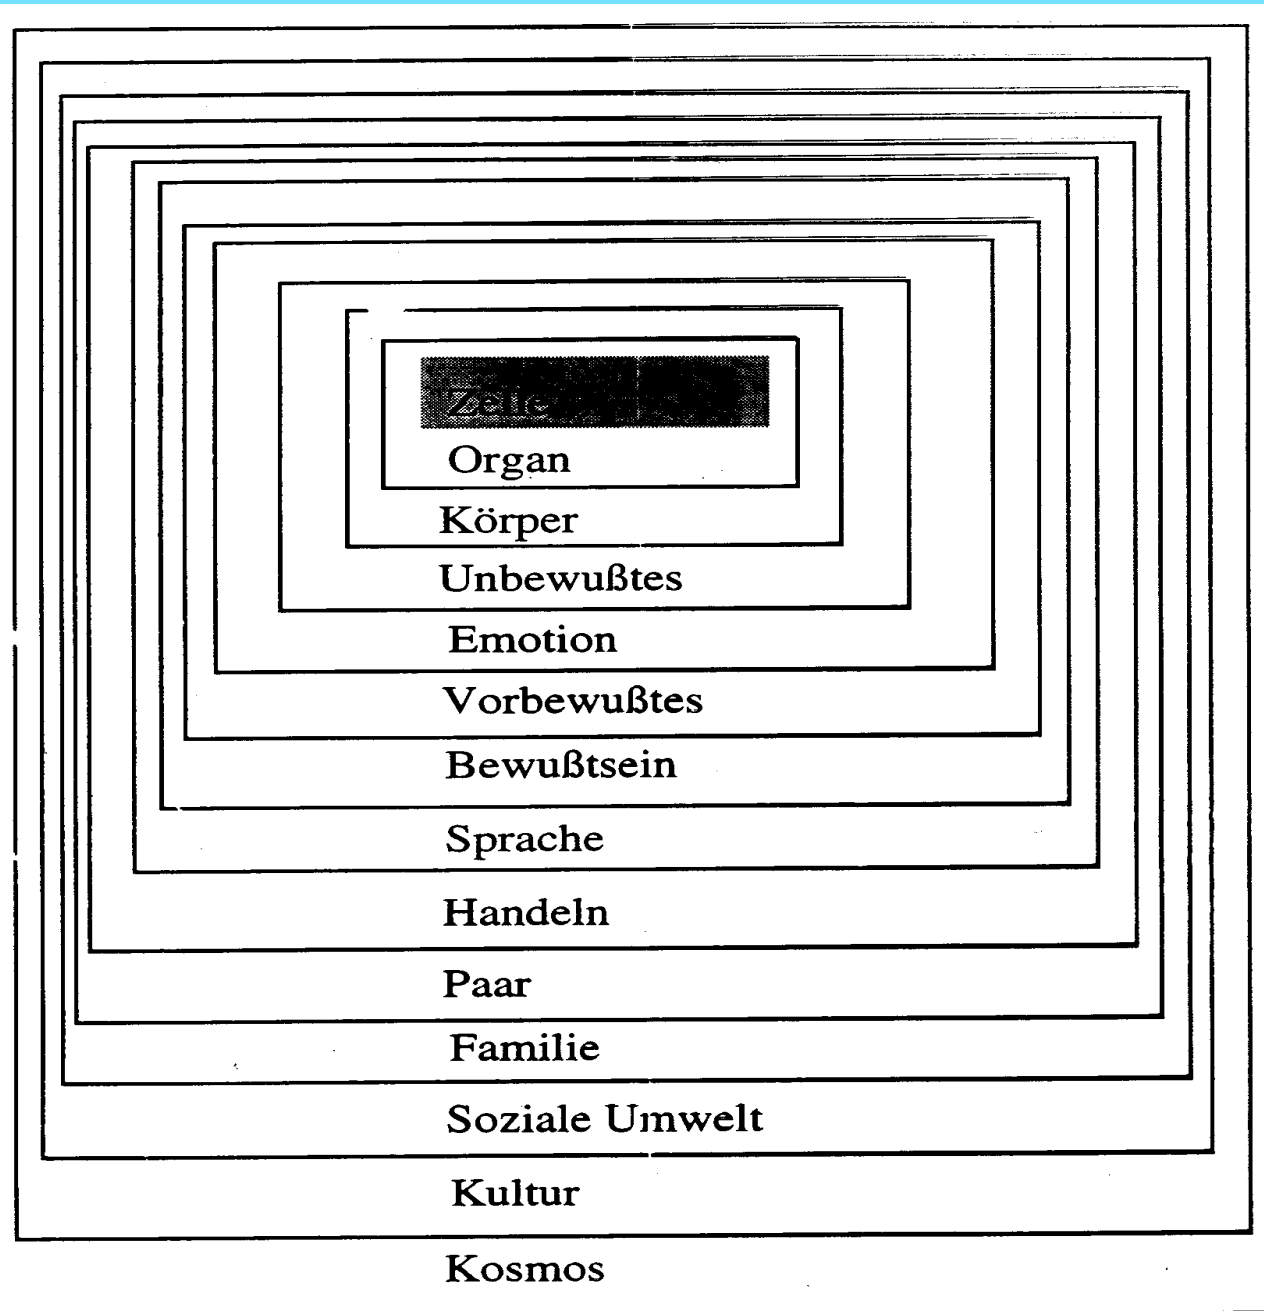 Zelle
Organ
Körper
Unbewußtes
Emotion
Vorbewußtes
Bewußtsein
Sprache
Handeln
Paar
Familie
Soziale Umwelt
Kultur
Kosmos